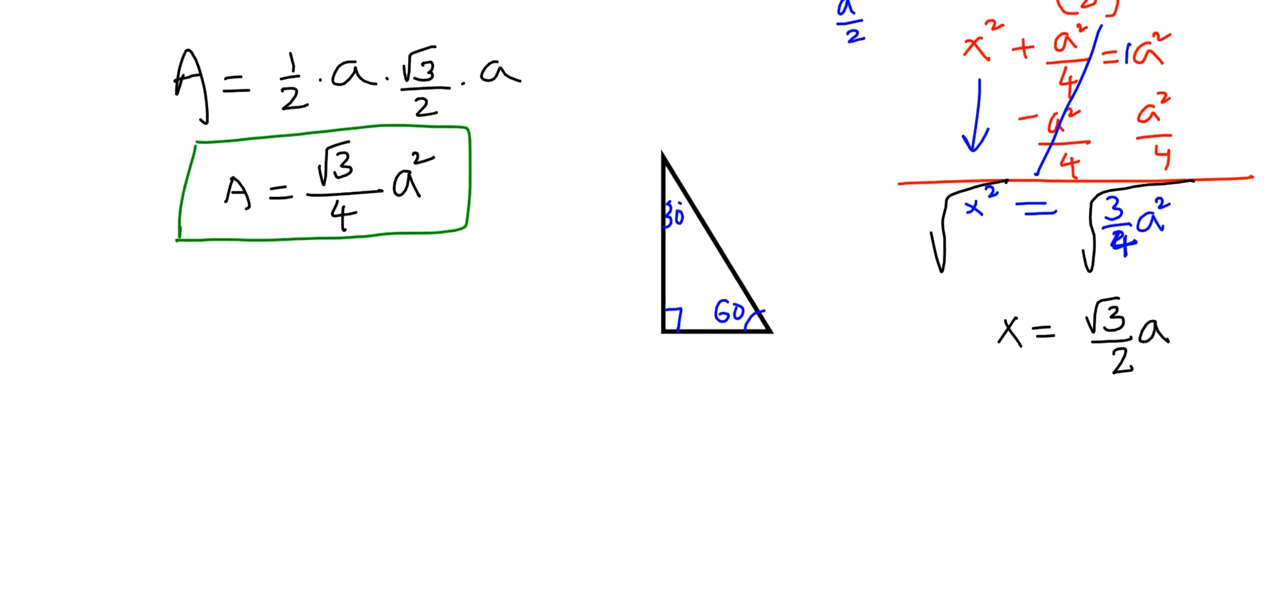 A = 1/2 · a · √3/2 · a
A = √3/4 a²
30°
60
a/2
x² + a²/4 = 1a²
- a²/4 a²/4
√x² = √3/4 a²
x = √3/2 a